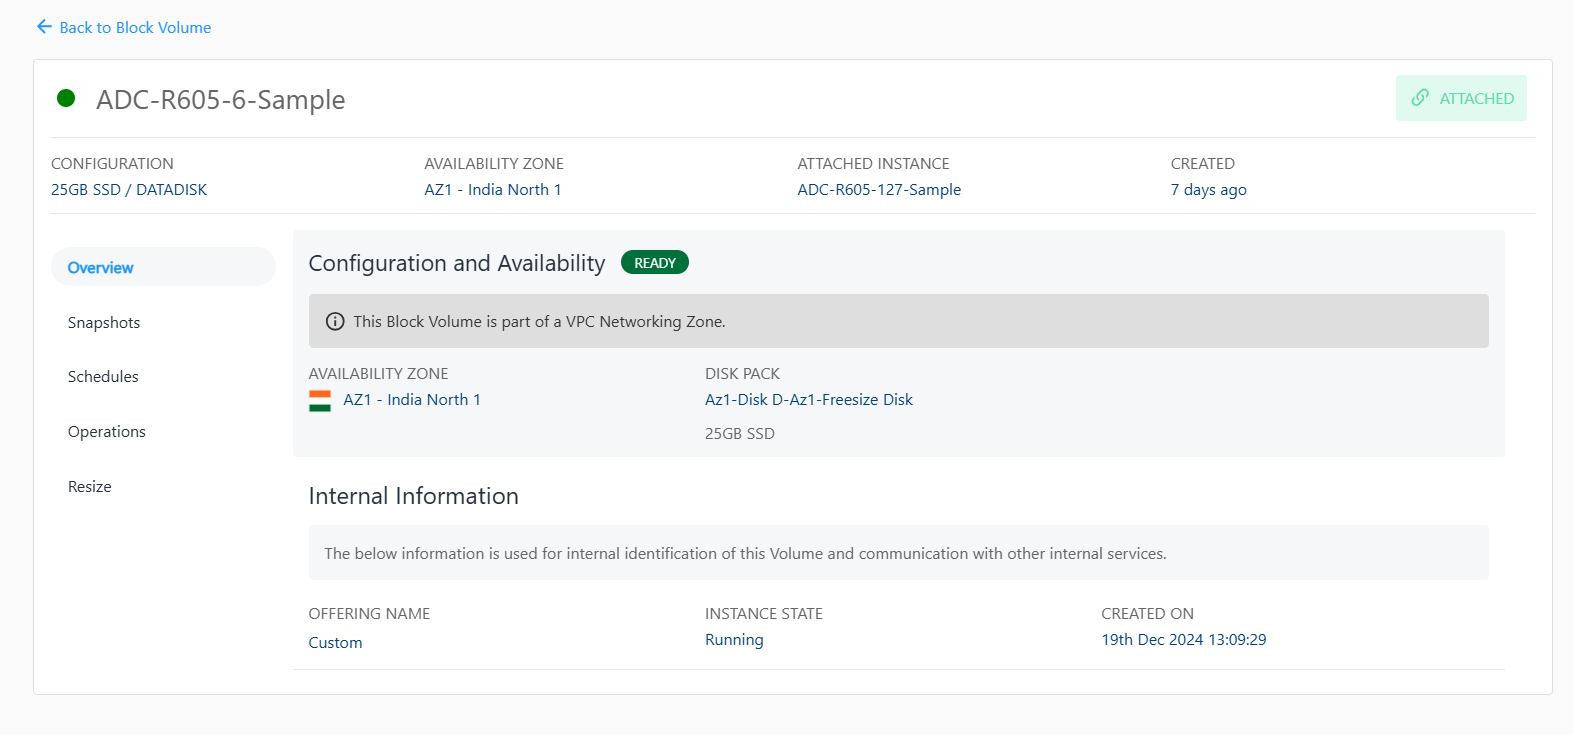 Back to Block Volume
ADC-R605-6-Sample
ATTACHED
CONFIGURATION
25GB SSD / DATADISK
AVAILABILITY ZONE
AZ1 - India North 1
ATTACHED INSTANCE
ADC-R605-127-Sample
CREATED
7 days ago
Overview
Snapshots
Schedules
Operations
Resize
Configuration and Availability READY
This Block Volume is part of a VPC Networking Zone.
AVAILABILITY ZONE
AZ1 - India North 1
DISK PACK
Az1-Disk D-Az1-Freesize Disk
25GB SSD
Internal Information
The below information is used for internal identification of this Volume and communication with other internal services.
OFFERING NAME
Custom
INSTANCE STATE
Running
CREATED ON
19th Dec 2024 13:09:29